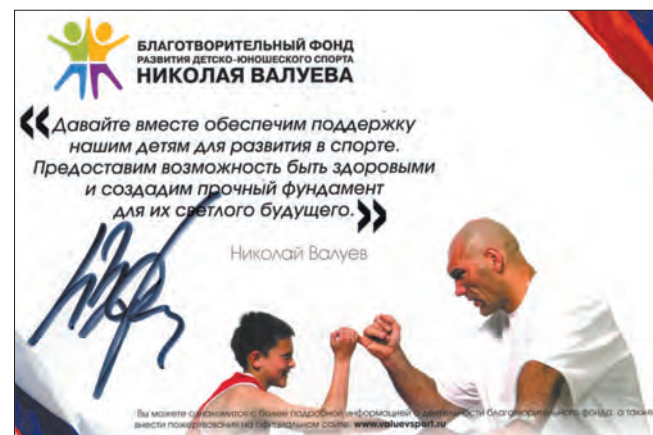 БЛАГОТВОРИТЕЛЬНЫЙ ФОНД
РАЗВИТИЯ ДЕТСКО-ЮНОШЕСКОГО СПОРТА
НИКОЛАЯ ВАЛУЕВА
«Давайте вместе обеспечим поддержку
нашим детям для развития в спорте.
Предоставим возможность быть здоровыми
и создадим прочный фундамент
для их светлого будущего.»
Николай Валуев
Вы можете ознакомится с более подробной информацией о деятельности благотворительного фонда, а также
внести пожертвования на официальном сайте: www.valuevsport.ru